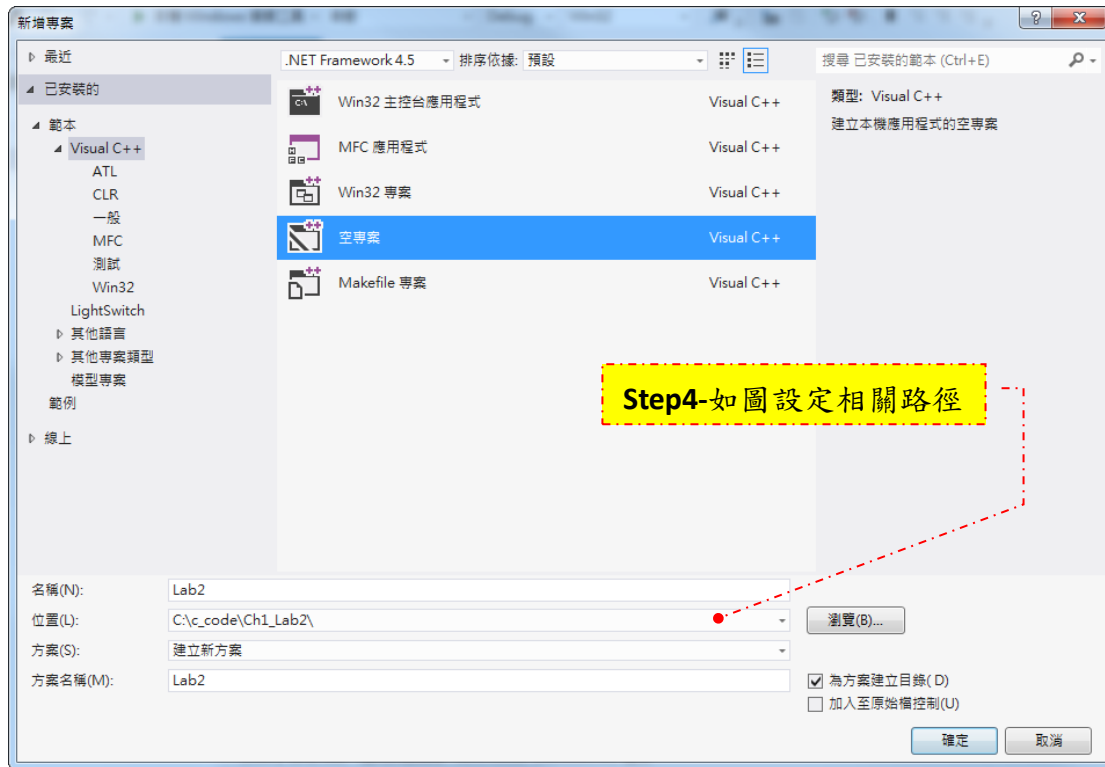 新增專案
最近
.NET Framework 4.5
排序依據: 預設
搜尋 已安裝的範本 (Ctrl+E)
已安裝的
範本
Visual C++
ATL
CLR
一般
MFC
測試
Win32
LightSwitch
其他語言
其他專案類型
模型專案
範例
線上
Win32 主控台應用程式 Visual C++
MFC 應用程式 Visual C++
Win32 專案 Visual C++
空專案 Visual C++
Makefile 專案 Visual C++
類型: Visual C++
建立本機應用程式的空專案
Step4-如圖設定相關路徑
名稱(N): Lab2
位置(L): C:\c_code\Ch1_Lab2\ 瀏覽(B)...
方案(S): 建立新方案
方案名稱(M): Lab2
為方案建立目錄(D)
加入至原始檔控制(U)
確定 取消